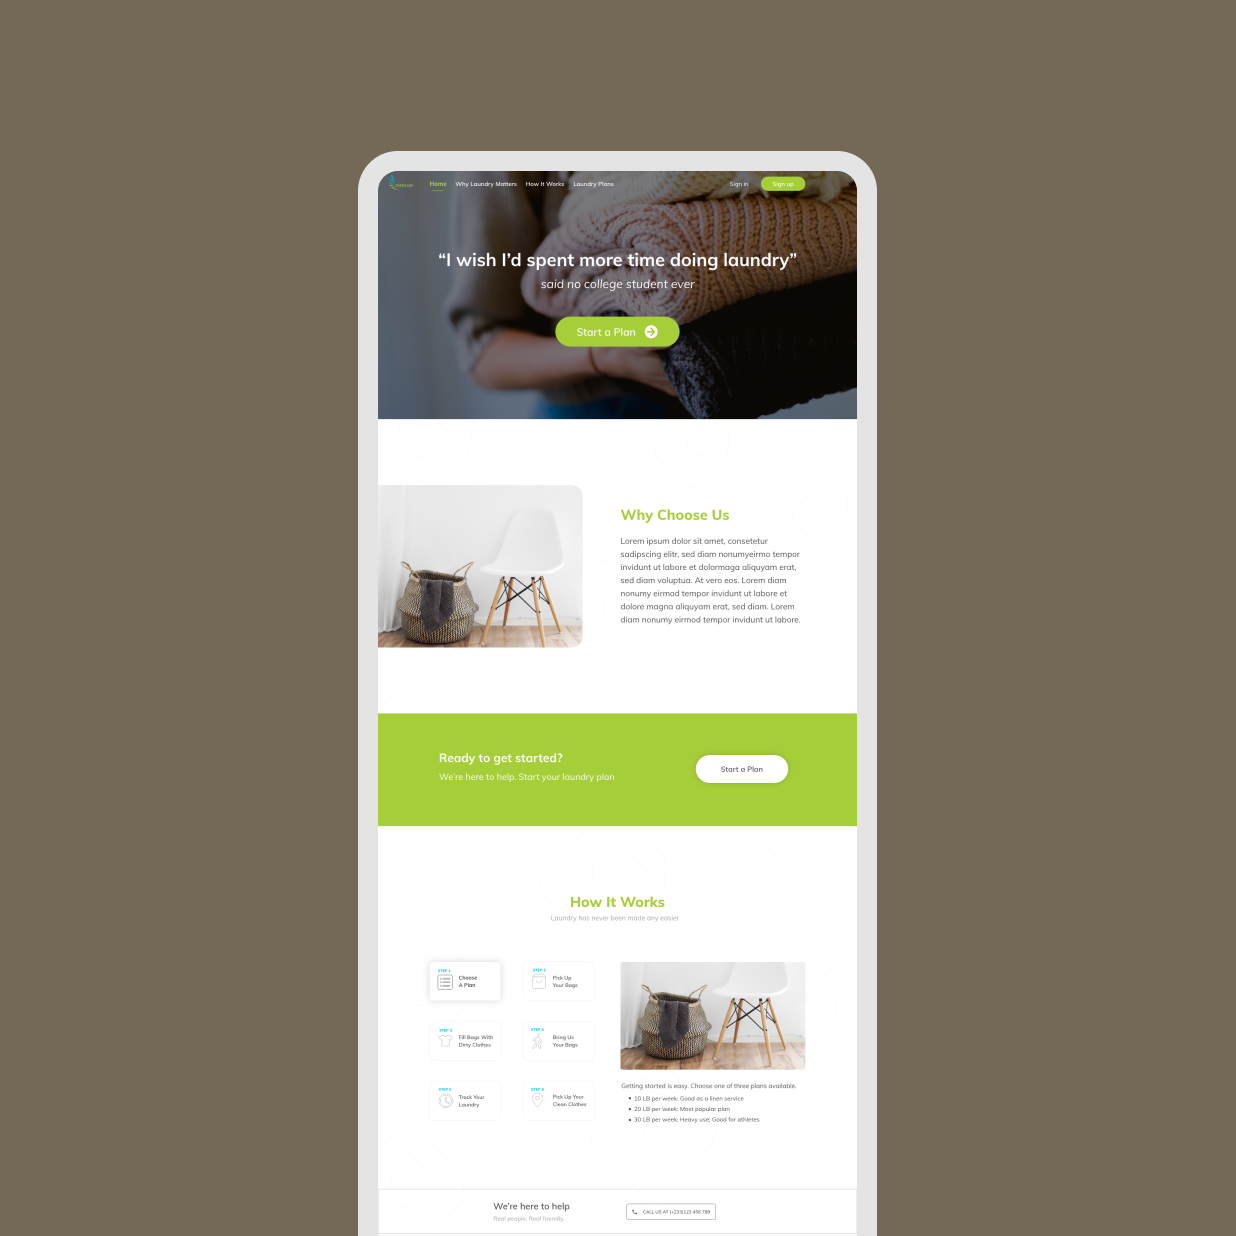 Home Why Laundry Matters How It Works Laundry Plans Sign in Sign up
“I wish I’d spent more time doing laundry”
said no college student ever
Start a Plan
Why Choose Us
Lorem ipsum dolor sit amet, consetetur
sadipscing elitr, sed diam nonumyeirmo tempor
invidunt ut labore et dolormaga aliquyam erat,
sed diam voluptua. At vero eos. Lorem diam
nonumy eirmod tempor invidunt ut labore et
dolore magna aliquyam erat, sed diam. Lorem
diam nonumy eirmod tempor invidunt ut labore.
Ready to get started?
We're here to help. Start your laundry plan
Start a Plan
How It Works
Laundry has never been made any easier
STEP 1
Choose
A Plan
STEP 2
Pick Up
Your Bags
STEP 3
Fill Bags With
Dirty Clothes
STEP 4
Bring Us
Your Bags
STEP 5
Track Your
Laundry
STEP 6
Pick Up Your
Clean Clothes
Getting started is easy. Choose one of three plans available.
• 10 LB per week: Good as a linen service
• 20 LB per week: Most popular plan
• 30 LB per week: Heavy use; Good for athletes
We're here to help
Real people. Real friendly.
CALL US AT (+233)123 456 789